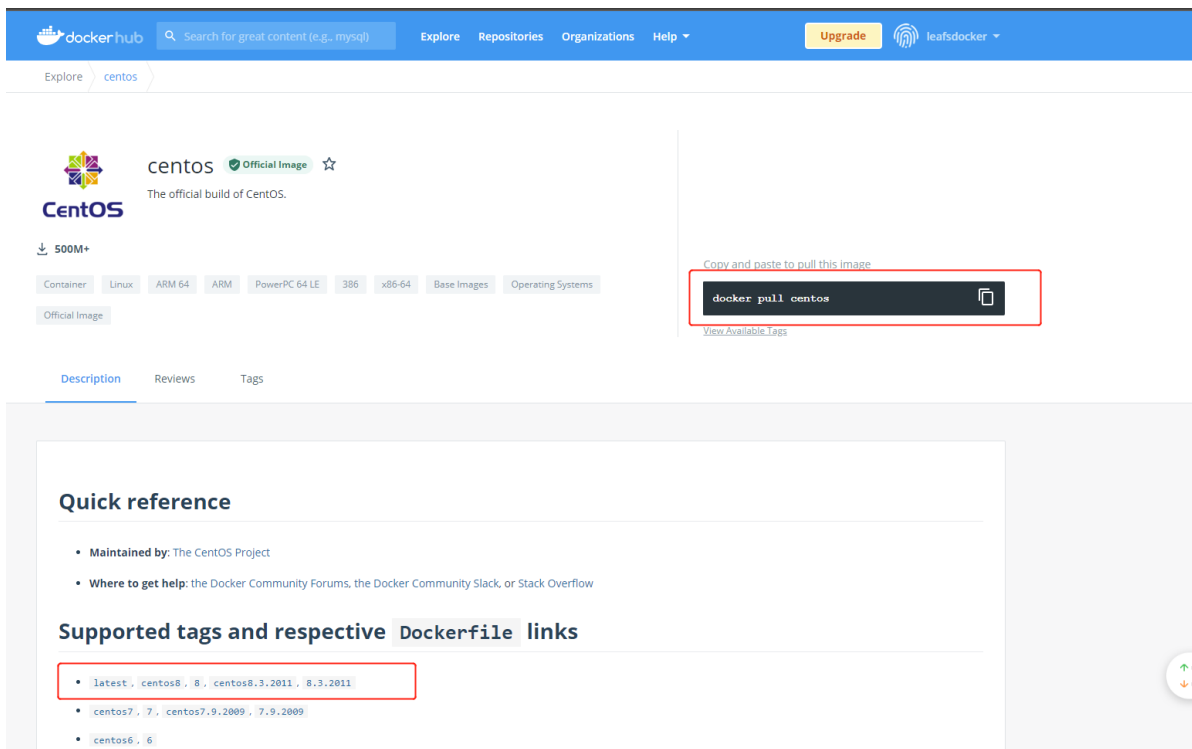 dockerhub Search for great content (e.g., mysql) Explore Repositories Organizations Help Upgrade leafsdocker
Explore centos
centos Official Image
The official build of CentOS.
CentOS
500M+
Copy and paste to pull this image
Container Linux ARM 64 ARM PowerPC 64 LE 386 x86-64 Base Images Operating Systems
docker pull centos
Official Image
View Available Tags
Description Reviews Tags
Quick reference
• Maintained by: The CentOS Project
• Where to get help: the Docker Community Forums, the Docker Community Slack, or Stack Overflow
Supported tags and respective Dockerfile links
• latest, centos8, 8, centos8.3.2011, 8.3.2011
• centos7, 7, centos7.9.2009, 7.9.2009
• centos6, 6